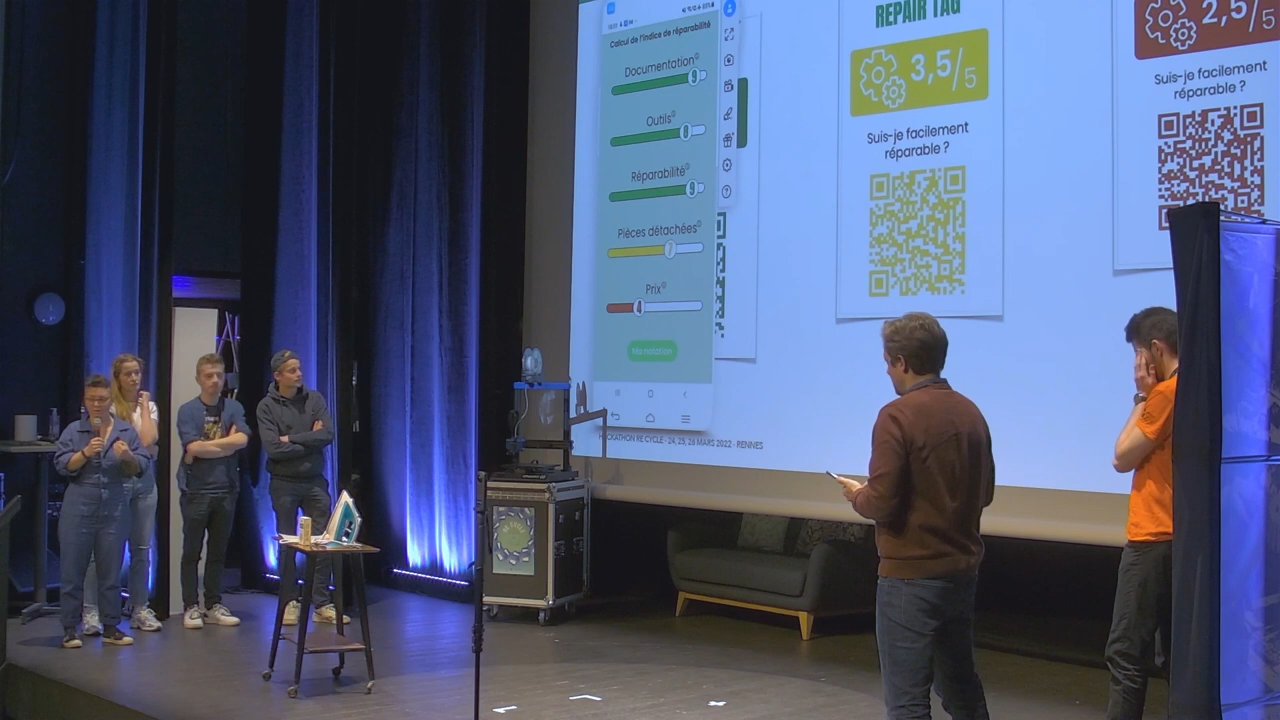 Calcul de l'indice de réparabilité
Documentation
9
Outils
8
Réparabilité
9
Pièces détachées
7
Prix
4
Ma notation
REPAIR TAG
3,5/5
Suis-je facilement
réparable ?
2,5/5
Suis-je facilement
réparable ?
HACKATHON RE CYCLE · 24, 25, 26 MARS 2022 · RENNES